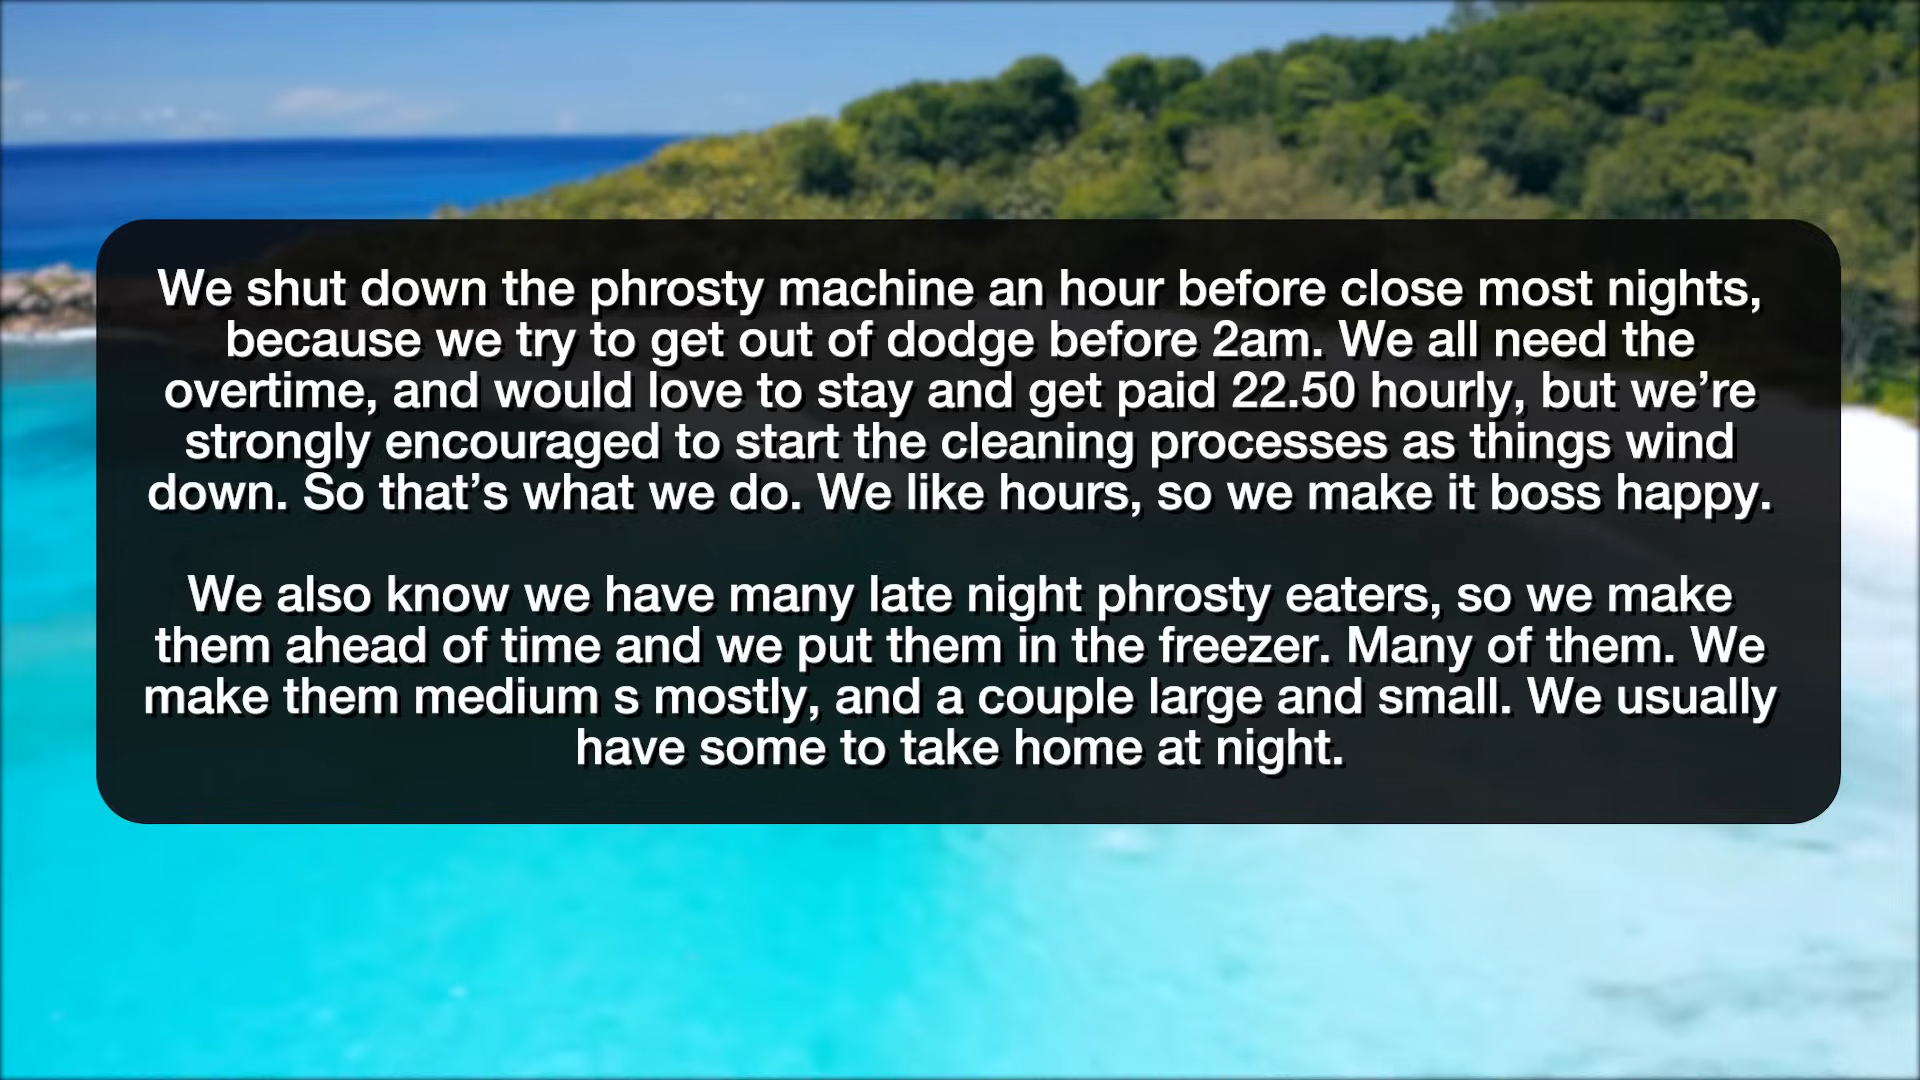 We shut down the phrosty machine an hour before close most nights,
because we try to get out of dodge before 2am. We all need the
overtime, and would love to stay and get paid 22.50 hourly, but we’re
strongly encouraged to start the cleaning processes as things wind
down. So that’s what we do. We like hours, so we make it boss happy.
We also know we have many late night phrosty eaters, so we make
them ahead of time and we put them in the freezer. Many of them. We
make them medium s mostly, and a couple large and small. We usually
have some to take home at night.